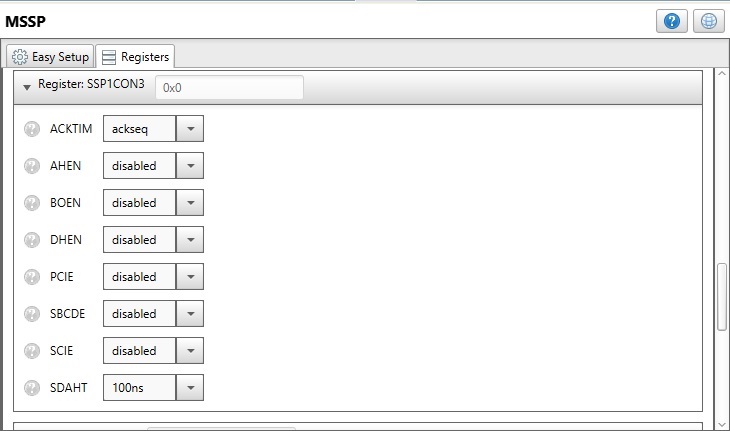 MSSP
Easy Setup Registers
Register: SSP1CON3 0x0
ACKTIM ackseq
AHEN disabled
BOEN disabled
DHEN disabled
PCIE disabled
SBCDE disabled
SCIE disabled
SDAHT 100ns